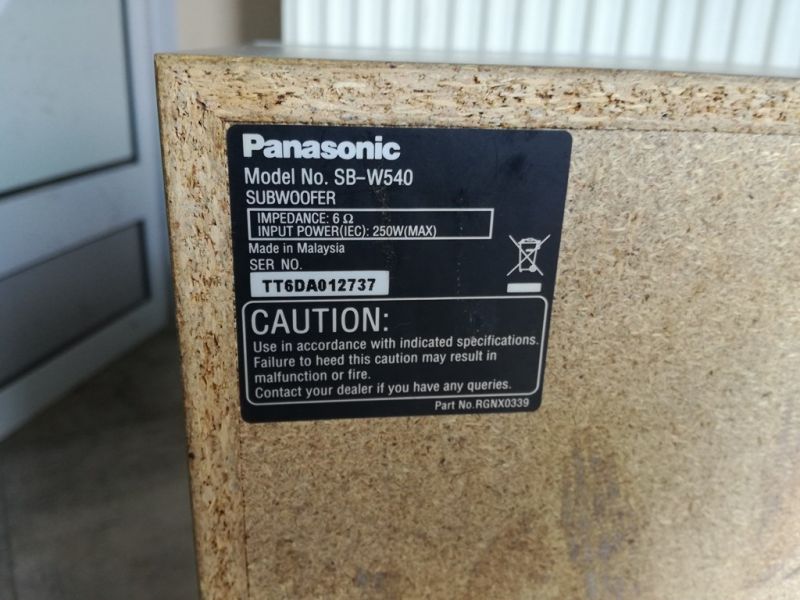 Panasonic
Model No. SB-W540
SUBWOOFER
IMPEDANCE: 6 Ω
INPUT POWER(IEC): 250W(MAX)
Made in Malaysia
SER NO.
TT6DA012737
CAUTION:
Use in accordance with indicated specifications.
Failure to heed this caution may result in
malfunction or fire.
Contact your dealer if you have any queries.
Part No.RGNX0339